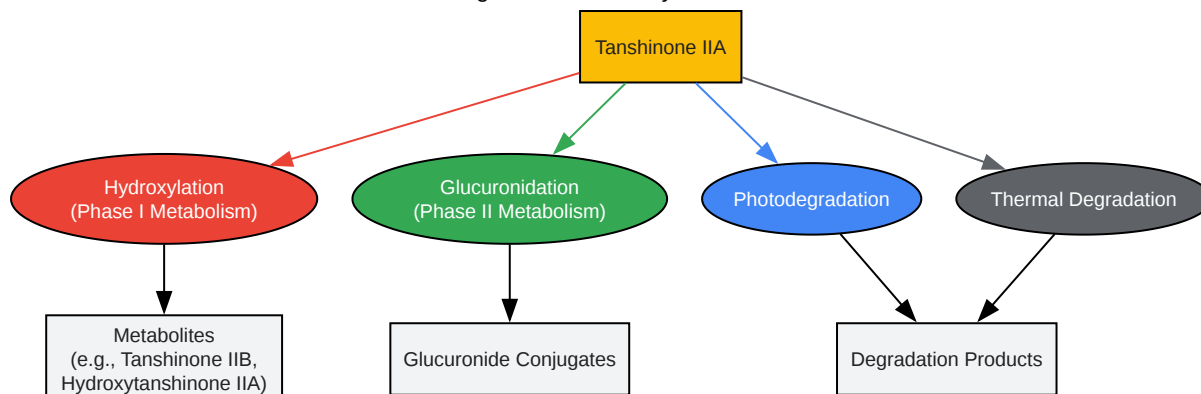 Tanshinone IIA
Hydroxylation
(Phase I Metabolism)
Glucuronidation
(Phase II Metabolism)
Photodegradation
Thermal Degradation
Metabolites
(e.g., Tanshinone IIB,
Hydroxytanshinone IIA)
Glucuronide Conjugates
Degradation Products